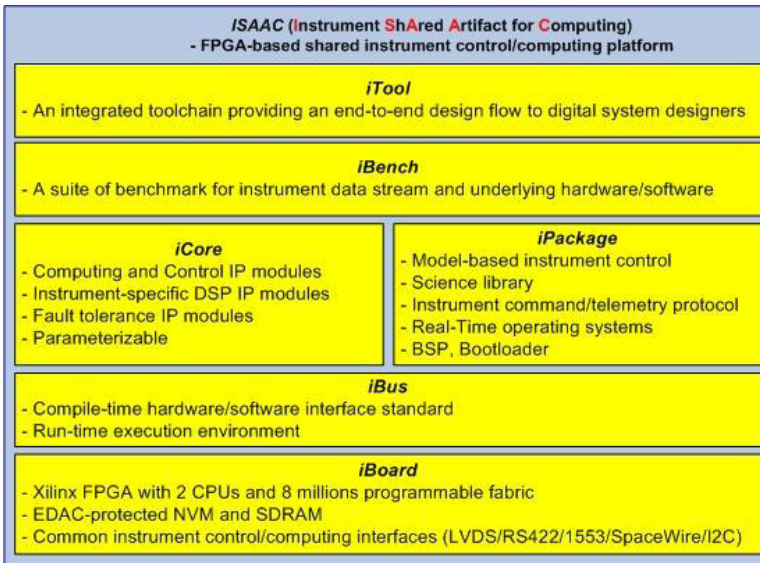 ISAAC (Instrument ShAred Artifact for Computing)
- FPGA-based shared instrument control/computing platform
iTool
- An integrated toolchain providing an end-to-end design flow to digital system designers
iBench
- A suite of benchmark for instrument data stream and underlying hardware/software
iCore
- Computing and Control IP modules
- Instrument-specific DSP IP modules
- Fault tolerance IP modules
- Parameterizable
iPackage
- Model-based instrument control
- Science library
- Instrument command/telemetry protocol
- Real-Time operating systems
- BSP, Bootloader
iBus
- Compile-time hardware/software interface standard
- Run-time execution environment
iBoard
- Xilinx FPGA with 2 CPUs and 8 millions programmable fabric
- EDAC-protected NVM and SDRAM
- Common instrument control/computing interfaces (LVDS/RS422/1553/SpaceWire/I2C)